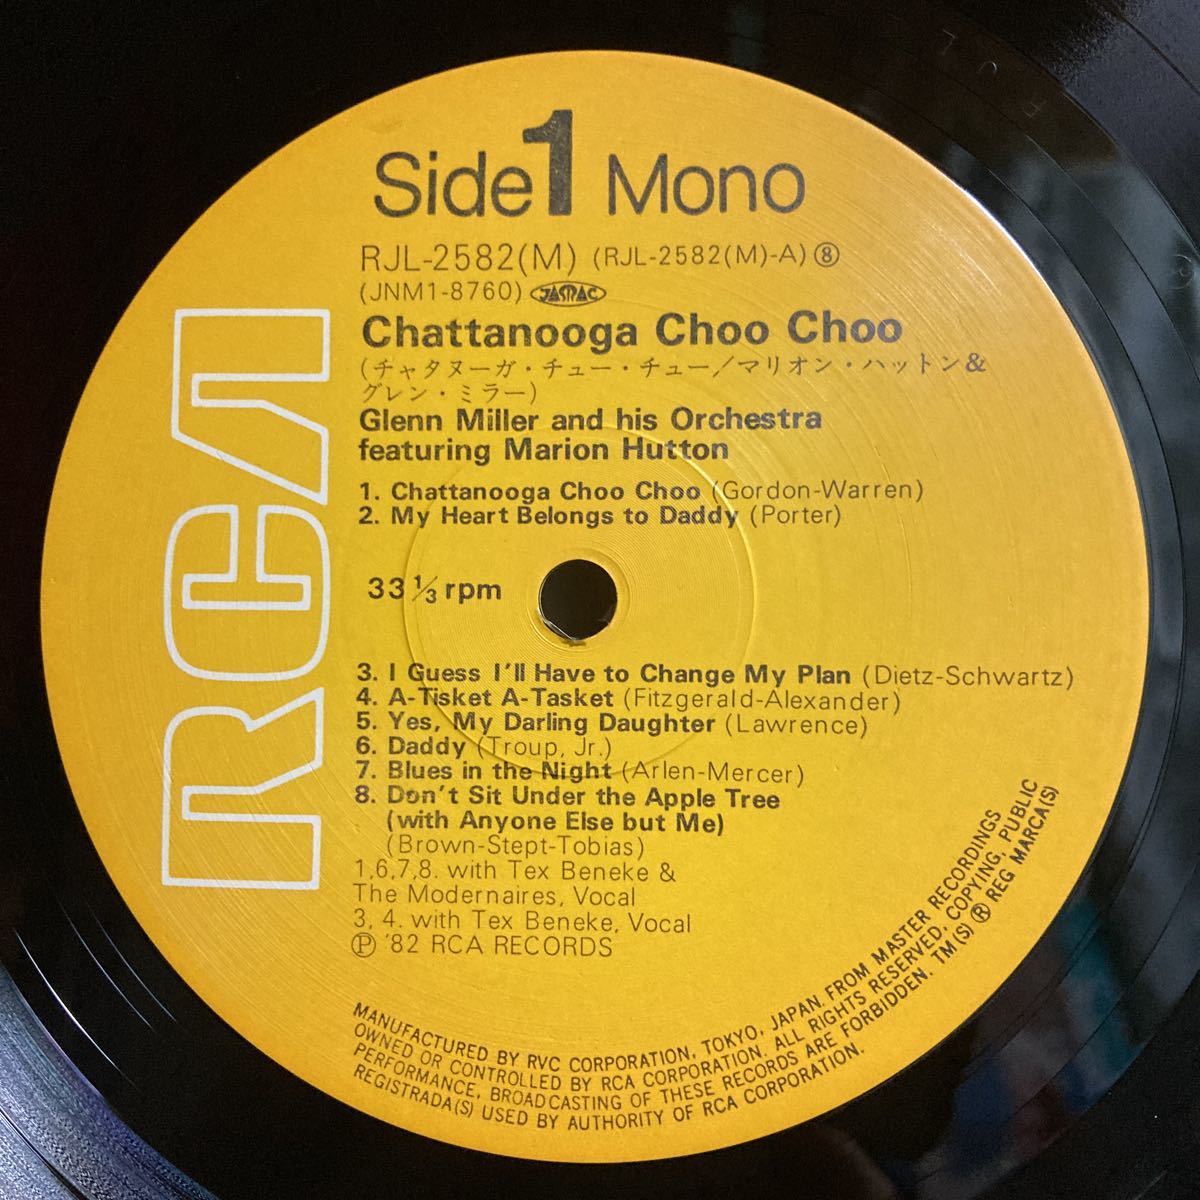 Side 1 Mono
RJL-2582(M) (RJL-2582(M)-A) ⑧
(JNM1-8760) JASRAC
Chattanooga Choo Choo
(チャタヌーガ・チュー・チュー/マリオン・ハットン&
グレン・ミラー)
Glenn Miller and his Orchestra
featuring Marion Hutton
1. Chattanooga Choo Choo (Gordon-Warren)
2. My Heart Belongs to Daddy (Porter)
33 1/3 rpm
3. I Guess I'll Have to Change My Plan (Dietz-Schwartz)
4. A-Tisket A-Tasket (Fitzgerald-Alexander)
5. Yes, My Darling Daughter (Lawrence)
6. Daddy (Troup, Jr.)
7. Blues in the Night (Arlen-Mercer)
8. Don't Sit Under the Apple Tree
(with Anyone Else but Me)
(Brown-Stept-Tobias)
1,6,7,8. with Tex Beneke &
The Modernaires, Vocal
3, 4. with Tex Beneke, Vocal
Ⓟ '82 RCA RECORDS
RCA
MANUFACTURED BY RVC CORPORATION, TOKYO, JAPAN. FROM MASTER RECORDINGS
OWNED OR CONTROLLED BY RCA CORPORATION. ALL RIGHTS RESERVED. COPYING, PUBLIC
PERFORMANCE, BROADCASTING OF THESE RECORDS ARE FORBIDDEN. TM(S) ® REG MARCA(S)
REGISTRADA(S) USED BY AUTHORITY OF RCA CORPORATION.